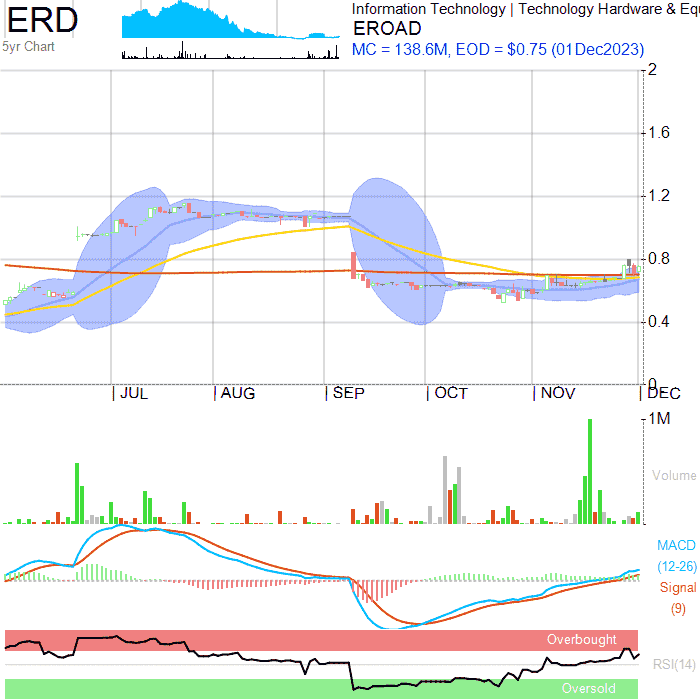 ERD
5yr Chart
Information Technology | Technology Hardware & Equ
EROAD
MC = 138.6M, EOD = $0.75 (01Dec2023)
2
1.6
1.2
0.8
0.4
0
| JUL | AUG | SEP | OCT | NOV | DEC
1M
Volume
MACD
(12-26)
Signal
(9)
Overbought
RSI(14)
Oversold